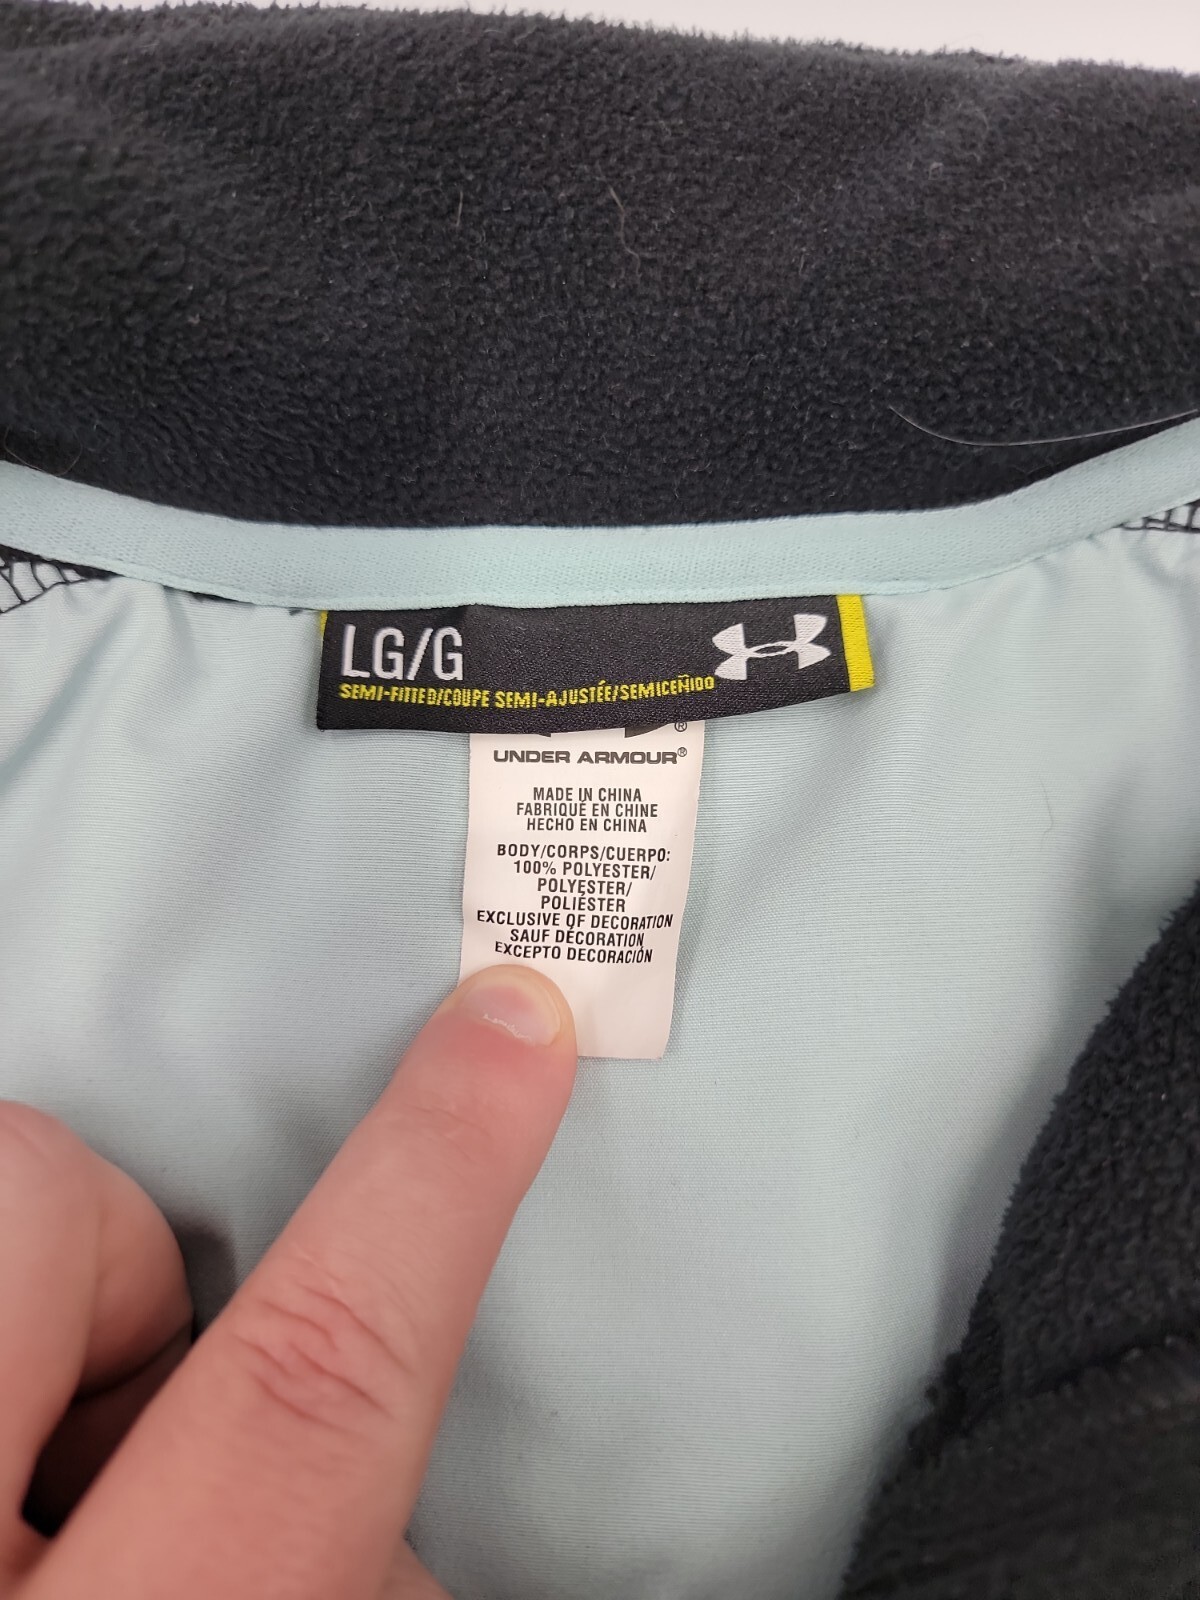 LG/G
SEMI-FITTED/COUPE SEMI-AJUSTÉE/SEMICEÑIDO
®
UNDER ARMOUR®
MADE IN CHINA
FABRIQUÉ EN CHINE
HECHO EN CHINA
BODY/CORPS/CUERPO:
100% POLYESTER/
POLYESTER/
POLIÉSTER
EXCLUSIVE OF DECORATION
SAUF DÉCORATION
EXCEPTO DECORACIÓN